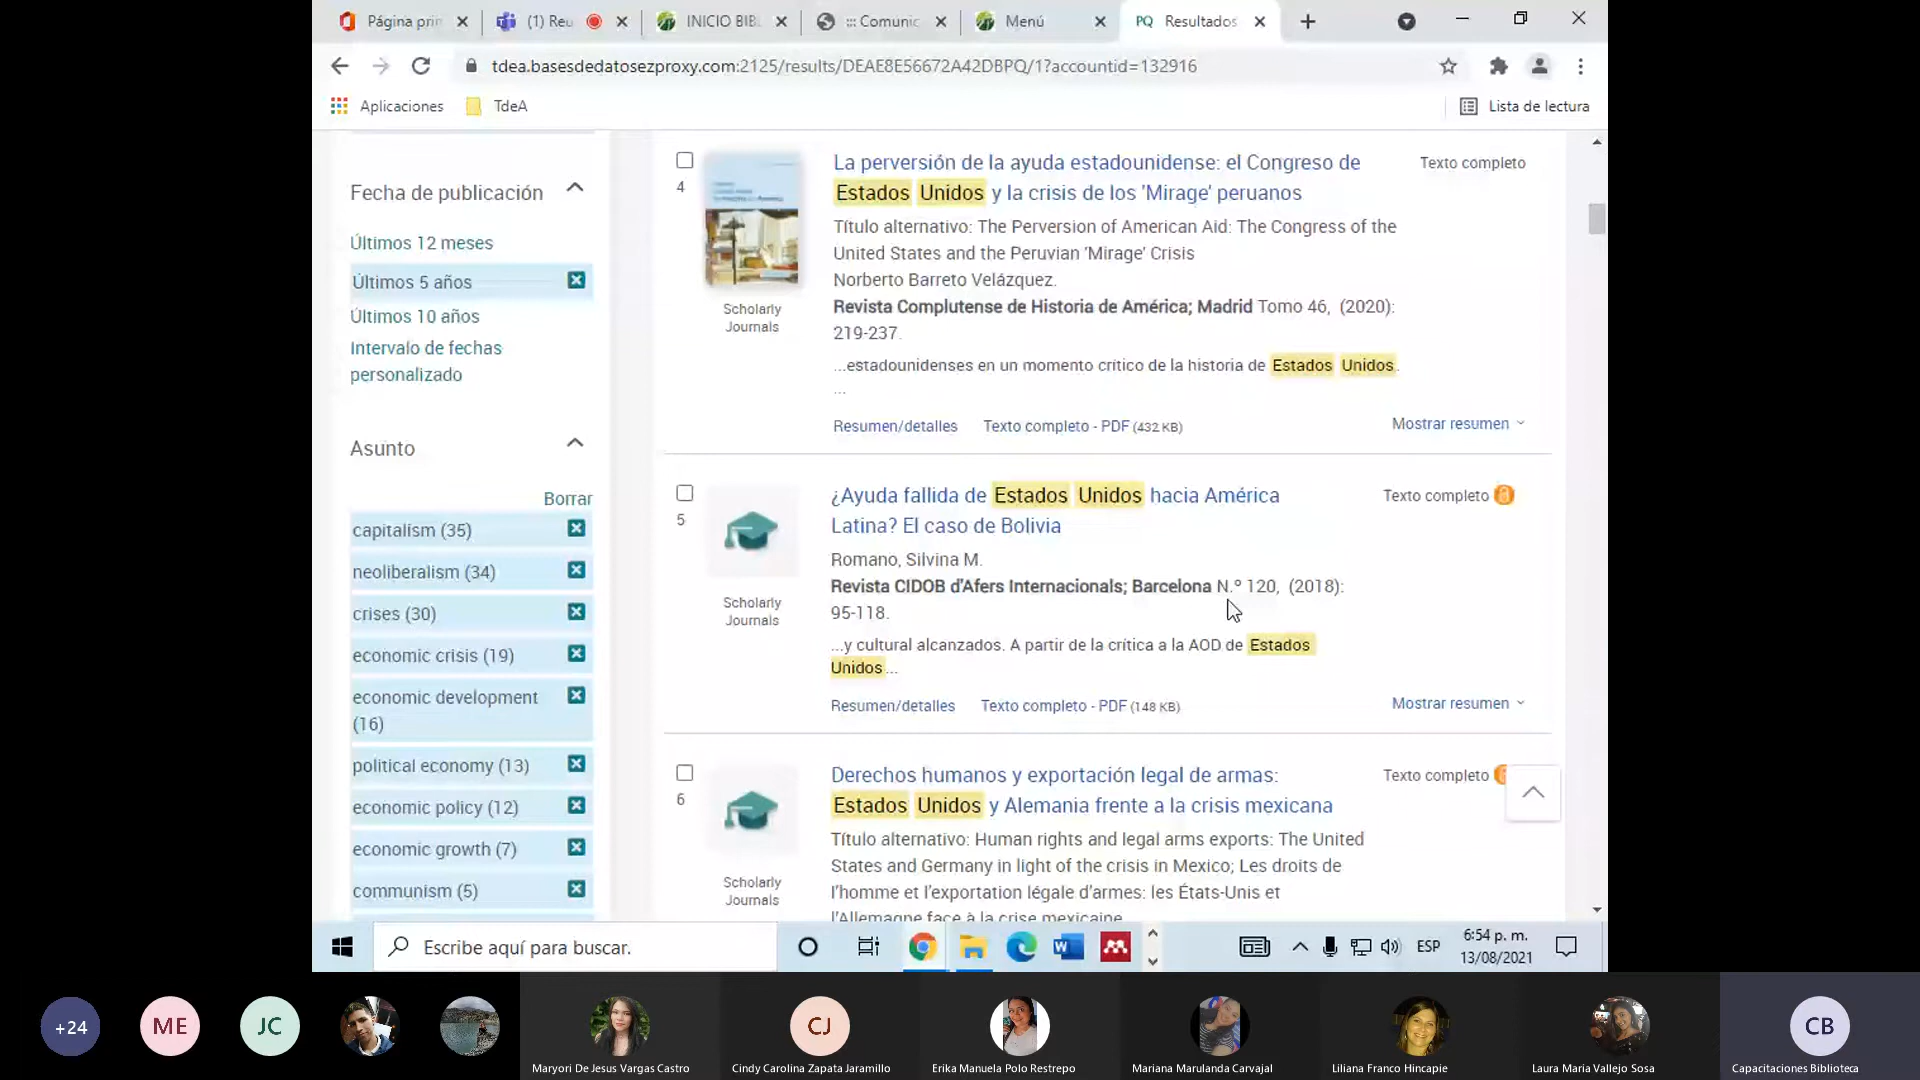 Página prin
(1) Reu
INICIO BIBL
::: Comunic
Menú
PQ Resultados
tdea.basesdedatosezproxy.com:2125/results/DEAE8E56672A42DBPQ/1?accountid=132916
Aplicaciones
TdeA
Lista de lectura
Fecha de publicación
Últimos 12 meses
Últimos 5 años
Últimos 10 años
Intervalo de fechas
personalizado
Asunto
Borrar
capitalism (35)
neoliberalism (34)
crises (30)
economic crisis (19)
economic development
(16)
political economy (13)
economic policy (12)
economic growth (7)
communism (5)
4
Scholarly
Journals
La perversión de la ayuda estadounidense: el Congreso de
Estados Unidos y la crisis de los 'Mirage' peruanos
Texto completo
Título alternativo: The Perversion of American Aid: The Congress of the
United States and the Peruvian 'Mirage' Crisis
Norberto Barreto Velázquez.
Revista Complutense de Historia de América; Madrid Tomo 46, (2020):
219-237.
...estadounidenses en un momento crítico de la historia de Estados Unidos.
...
Resumen/detalles Texto completo - PDF (432 KB) Mostrar resumen
5
Scholarly
Journals
¿Ayuda fallida de Estados Unidos hacia América
Latina? El caso de Bolivia
Texto completo
Romano, Silvina M.
Revista CIDOB d'Afers Internacionals; Barcelona N.º 120, (2018):
95-118.
...y cultural alcanzados. A partir de la crítica a la AOD de Estados
Unidos...
Resumen/detalles Texto completo - PDF (148 KB) Mostrar resumen
6
Scholarly
Journals
Derechos humanos y exportación legal de armas:
Estados Unidos y Alemania frente a la crisis mexicana
Texto completo
Título alternativo: Human rights and legal arms exports: The United
States and Germany in light of the crisis in Mexico; Les droits de
l'homme et l'exportation légale d'armes: les États-Unis et
l'Allemagne face à la crise mexicaine
Escribe aquí para buscar.
ESP
6:54 p. m.
13/08/2021
+24
ME
JC
CJ
CB
Maryori De Jesus Vargas Castro
Cindy Carolina Zapata Jaramillo
Erika Manuela Polo Restrepo
Mariana Marulanda Carvajal
Liliana Franco Hincapie
Laura Maria Vallejo Sosa
Capacitaciones Biblioteca